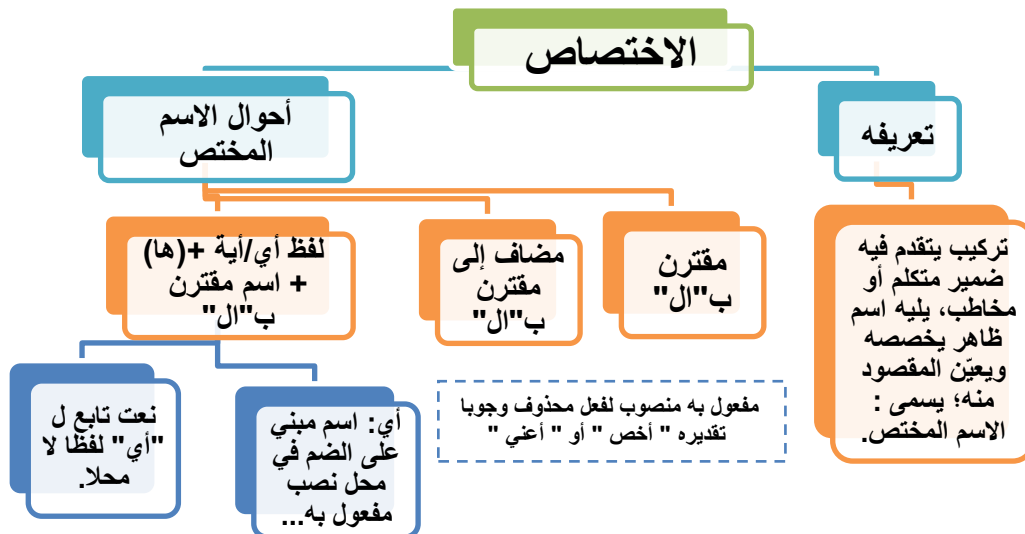 الاختصاص
تعريفه
أحوال الاسم
المختص
تركيب يتقدم فيه
ضمير متكلم أو
مخاطب، يليه اسم
ظاهر يخصصه
ويعيّن المقصود
منه؛ يسمى :
الاسم المختص.
مقترن
ب"ال"
مضاف إلى
مقترن
ب"ال"
لفظ أي/أية +(ها)
+ اسم مقترن
ب"ال"
مفعول به منصوب لفعل محذوف وجوبا
تقديره " أخص " أو " أعني "
أي: اسم مبني
على الضم في
محل نصب
مفعول به...
نعت تابع ل
"أي" لفظا لا
محلا.